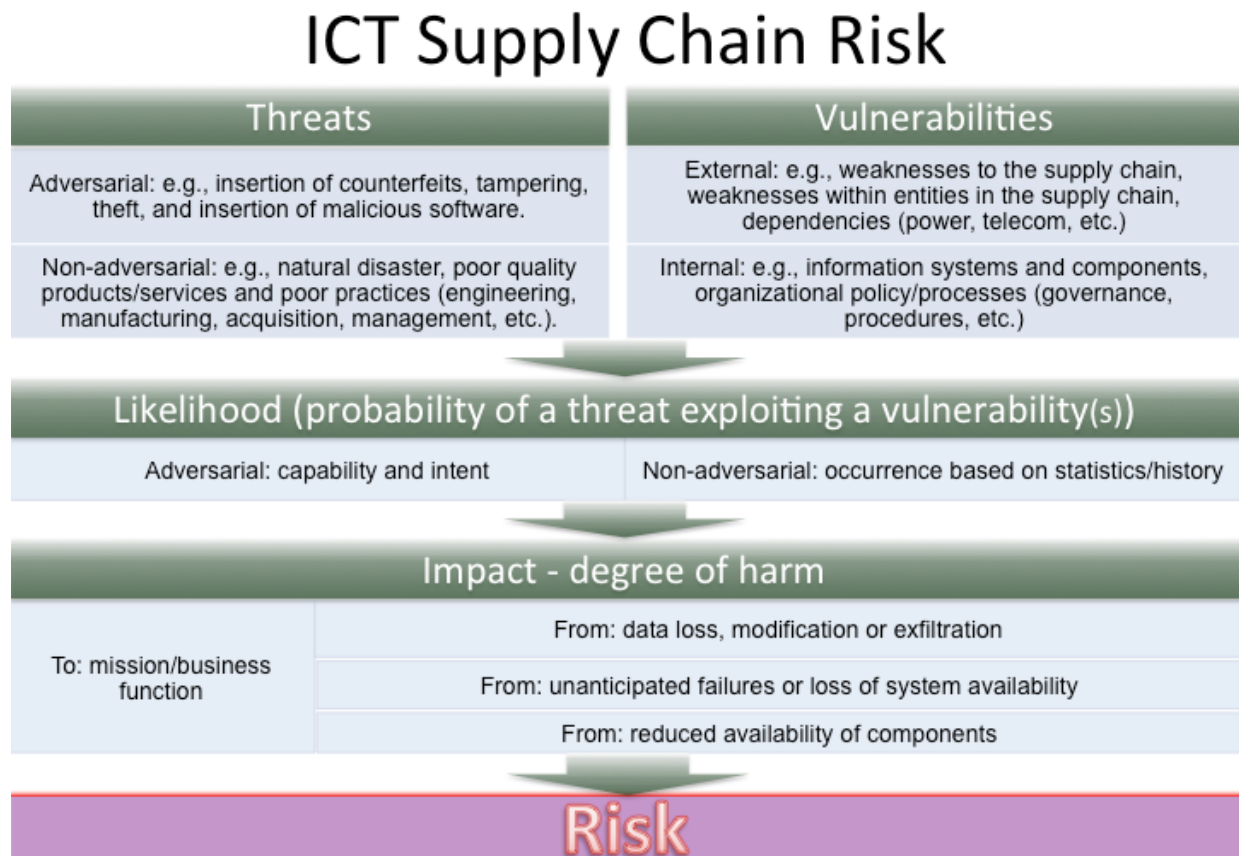 ICT Supply Chain Risk
Threats
Adversarial: e.g., insertion of counterfeits, tampering,
theft, and insertion of malicious software.
Non-adversarial: e.g., natural disaster, poor quality
products/services and poor practices (engineering,
manufacturing, acquisition, management, etc.).
Vulnerabilities
External: e.g., weaknesses to the supply chain,
weaknesses within entities in the supply chain,
dependencies (power, telecom, etc.)
Internal: e.g., information systems and components,
organizational policy/processes (governance,
procedures, etc.)
Likelihood (probability of a threat exploiting a vulnerability(s))
Adversarial: capability and intent
Non-adversarial: occurrence based on statistics/history
Impact - degree of harm
To: mission/business
function
From: data loss, modification or exfiltration
From: unanticipated failures or loss of system availability
From: reduced availability of components
Risk